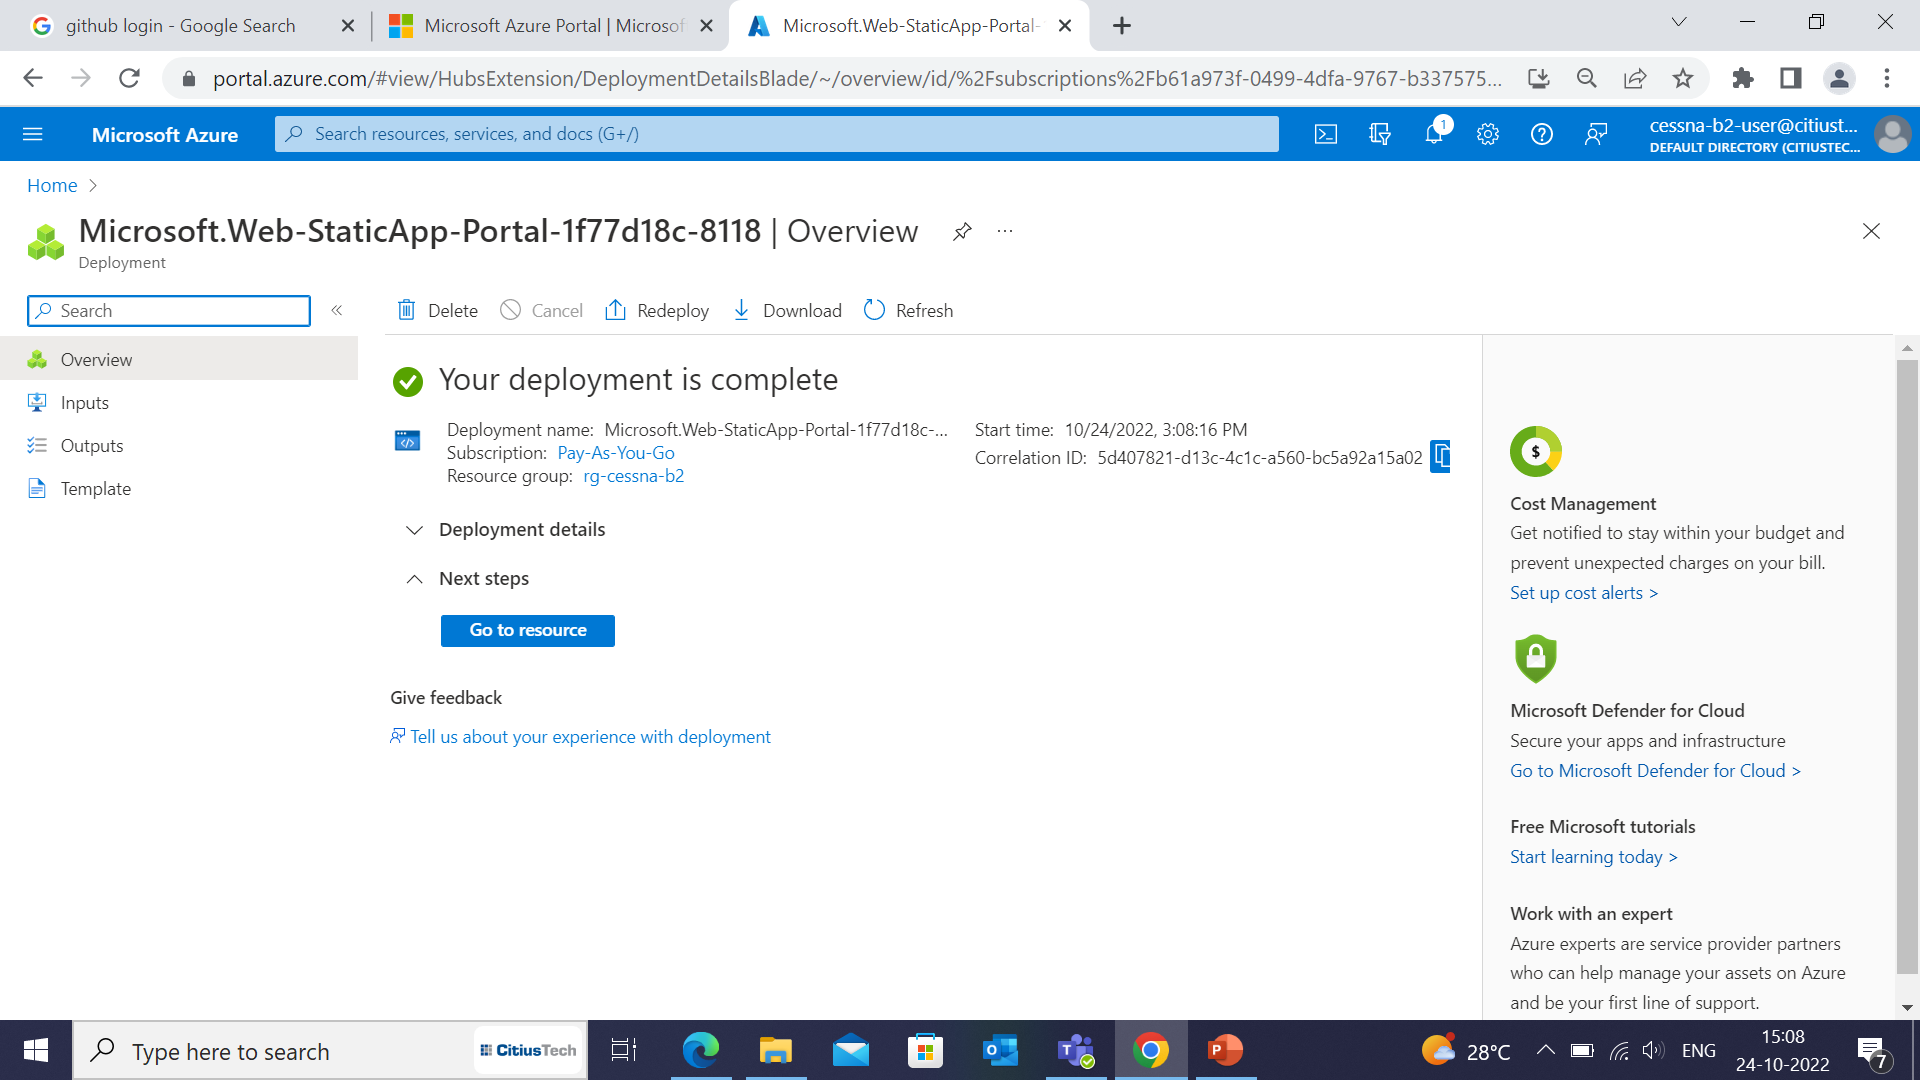 github login - Google Search
Microsoft Azure Portal | Microsof
Microsoft.Web-StaticApp-Portal-
portal.azure.com/#view/HubsExtension/DeploymentDetailsBlade/~/overview/id/%2Fsubscriptions%2Fb61a973f-0499-4dfa-9767-b337575...
Microsoft Azure
Search resources, services, and docs (G+/)
1
cessna-b2-user@citiust...
DEFAULT DIRECTORY (CITIUSTEC...
Home
Microsoft.Web-StaticApp-Portal-1f77d18c-8118 | Overview
Deployment
Search
Delete
Cancel
Redeploy
Download
Refresh
Overview
Inputs
Outputs
Template
Your deployment is complete
Deployment name: Microsoft.Web-StaticApp-Portal-1f77d18c-...
Subscription: Pay-As-You-Go
Resource group: rg-cessna-b2
Start time: 10/24/2022, 3:08:16 PM
Correlation ID: 5d407821-d13c-4c1c-a560-bc5a92a15a02
Deployment details
Next steps
Go to resource
Give feedback
Tell us about your experience with deployment
Cost Management
Get notified to stay within your budget and
prevent unexpected charges on your bill.
Set up cost alerts >
Microsoft Defender for Cloud
Secure your apps and infrastructure
Go to Microsoft Defender for Cloud >
Free Microsoft tutorials
Start learning today >
Work with an expert
Azure experts are service provider partners
who can help manage your assets on Azure
and be your first line of support.
Type here to search
CitiusTech
28°C
ENG
15:08
24-10-2022
7